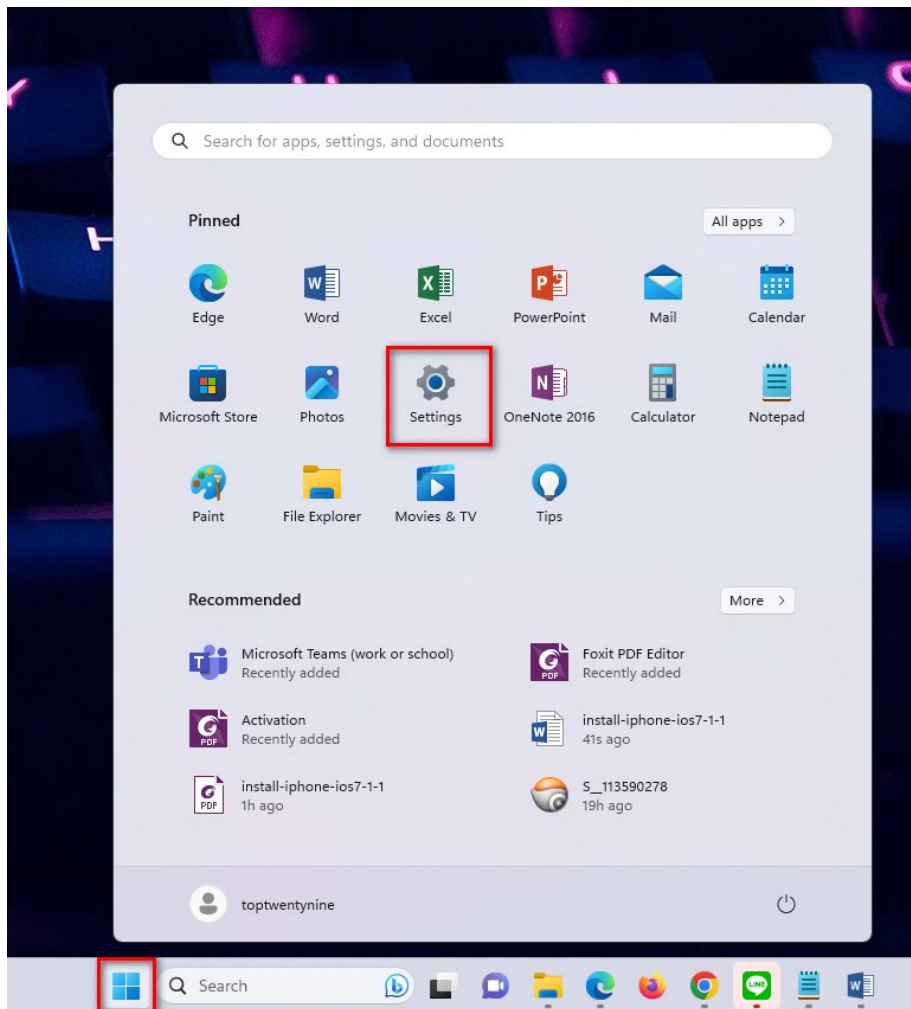 Search for apps, settings, and documents
Pinned
All apps >
Edge
Word
Excel
PowerPoint
Mail
Calendar
Microsoft Store
Photos
Settings
OneNote 2016
Calculator
Notepad
Paint
File Explorer
Movies & TV
Tips
Recommended
More >
Microsoft Teams (work or school)
Recently added
Foxit PDF Editor
Recently added
Activation
Recently added
install-iphone-ios7-1-1
41s ago
install-iphone-ios7-1-1
1h ago
S__113590278
19h ago
toptwentynine
Search